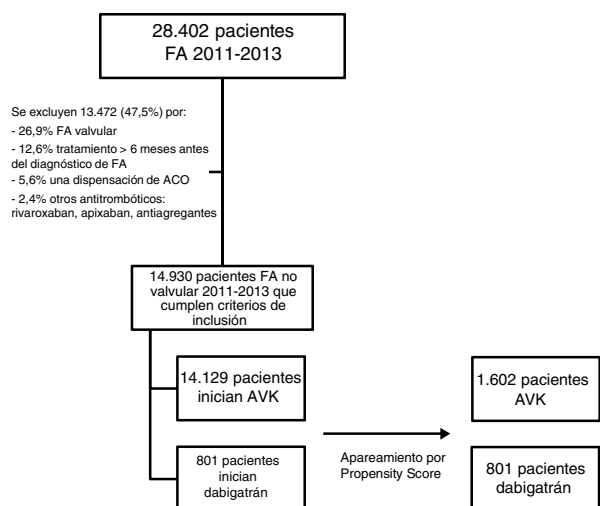 28.402 pacientes
FA 2011-2013
Se excluyen 13.472 (47,5%) por:
- 26,9% FA valvular
- 12,6% tratamiento > 6 meses antes
del diagnóstico de FA
- 5,6% una dispensación de ACO
- 2,4% otros antitrombóticos:
rivaroxaban, apixaban, antiagregantes
14.930 pacientes FA no
valvular 2011-2013 que
cumplen criterios de
inclusión
14.129 pacientes
inician AVK
801 pacientes
inician
dabigatrán
Apareamiento por
Propensity Score
1.602 pacientes
AVK
801 pacientes
dabigatrán